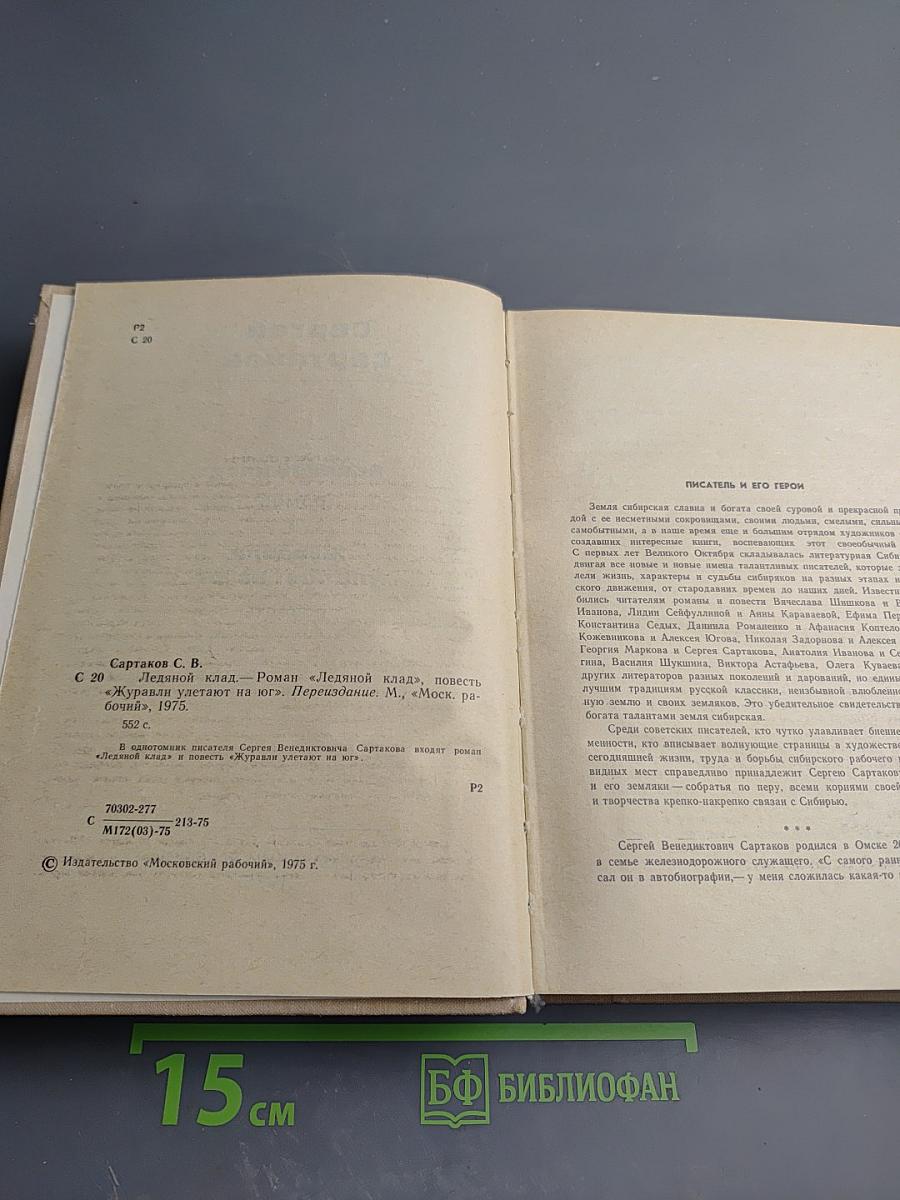 Р2
С 20
Сартаков С. В.
С 20 Ледяной клад.— Роман «Ледяной клад», повесть
«Журавли улетают на юг». Переиздание. М., «Моск. ра-
бочий», 1975.
552 с.
В однотомник писателя Сергея Венедиктовича Сартакова входят роман
«Ледяной клад» и повесть «Журавли улетают на юг».
Р2
С 70302-277
М172(03)-75 213-75
© Издательство «Московский рабочий», 1975 г.
ПИСАТЕЛЬ И ЕГО ГЕРОИ
Земля сибирская славна и богата своей суровой и прекрасной
дой с ее несметными сокровищами, своими людьми, смелыми,
самобытными, а в наше время еще и большим отрядом художников
создавших интересные книги, воспевающих этот своеобычный
С первых лет Великого Октября складывалась литературная
двигая все новые и новые имена талантливых писателей, которые
лели жизнь, характеры и судьбы сибиряков на разных этапах
ского движения, от стародавних времен до наших дней.
бились читателям романы и повести Вячеслава Шишкова и
Иванова, Лидии Сейфуллиной и Анны Караваевой, Ефима
Константина Седых, Даниила Романенко и Афанасия
Кожевникова и Алексея Югова, Николая Задорнова и Алексея
Георгия Маркова и Сергея Сартакова, Анатолия Иванова и
гина, Василия Шукшина, Виктора Астафьева, Олега
других литераторов разных поколений и дарований, но
лучшим традициям русской классики, неизбывной
ную землю и своих земляков. Это убедительное
богата талантами земля сибирская.
Среди советских писателей, кто чутко улавливает биение
менности, кто вписывает волнующие страницы в
сегодняшней жизни, труда и борьбы сибирского рабочего
видных мест справедливо принадлежит Сергею
и его земляки — собратья по перу, всеми корнями своей
и творчества крепко-накрепко связан с Сибирью.
* * *
Сергей Венедиктович Сартаков родился в Омске
в семье железнодорожного служащего. «С самого
сал он в автобиографии,— у меня сложилась какая-то
15 см
БФ БИБЛИОФАН